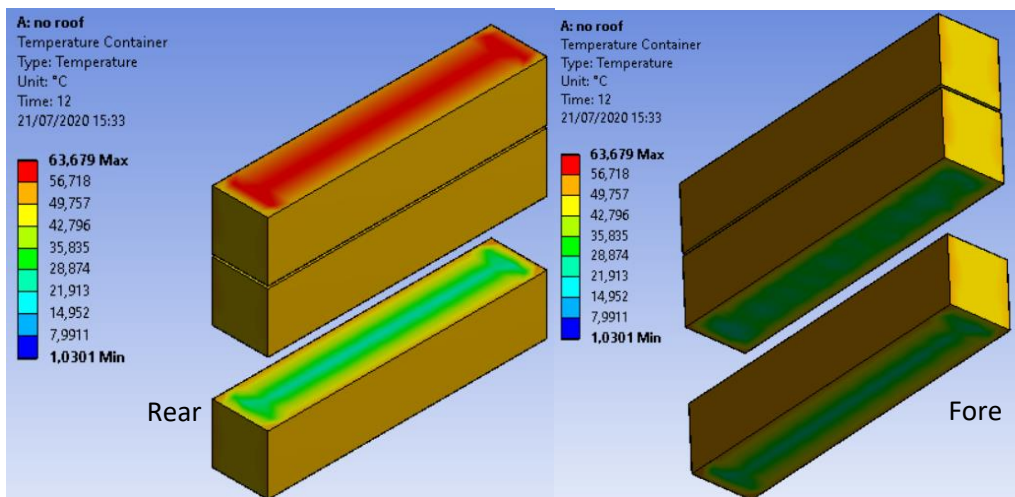 A: no roof
Temperature Container
Type: Temperature
Unit: °C
Time: 12
21/07/2020 15:33
63,679 Max
56,718
49,757
42,796
35,835
28,874
21,913
14,952
7,9911
1,0301 Min
Rear
A: no roof
Temperature Container
Type: Temperature
Unit: °C
Time: 12
21/07/2020 15:33
63,679 Max
56,718
49,757
42,796
35,835
28,874
21,913
14,952
7,9911
1,0301 Min
Fore